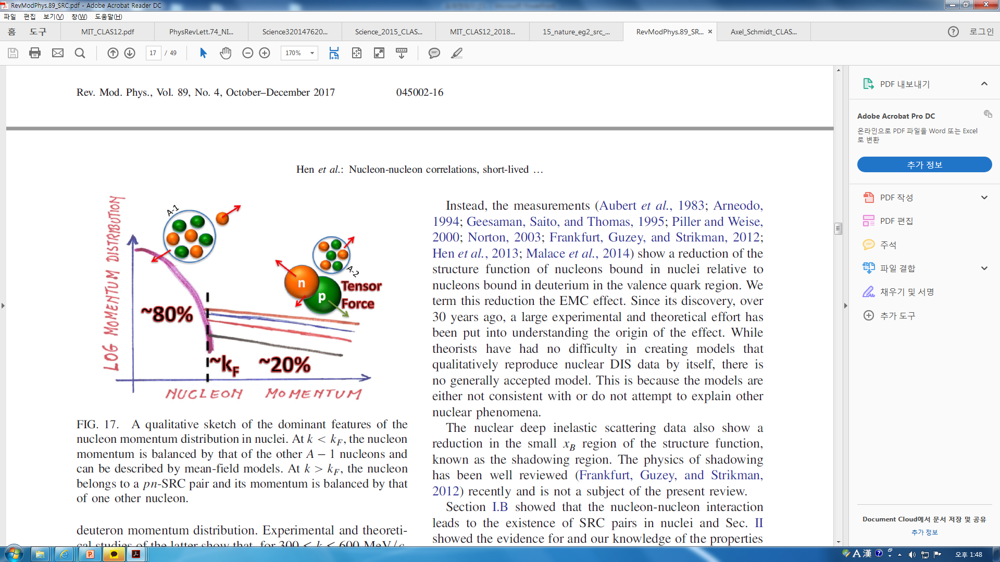 RevModPhys.89_SRC.pdf - Adobe Acrobat Reader DC
파일 편집 보기(V) 창(W) 도움말(H)
홈 도구 MIT_CLAS12.pdf PhysRevLett.74_NI... Science320147620... Science_2015_CLAS... MIT_CLAS12_2018... 15_nature_eg2_src_... RevModPhys.89_SR... × Axel_Schmidt_CLAS... 로그인
17 / 49 170%
Rev. Mod. Phys., Vol. 89, No. 4, October–December 2017 045002-16
Hen et al.: Nucleon-nucleon correlations, short-lived …
LOG MOMENTUM DISTRIBUTION
A-1
A-2
n
p
Tensor
Force
~80%
~kF
~20%
NUCLEON MOMENTUM
FIG. 17. A qualitative sketch of the dominant features of the
nucleon momentum distribution in nuclei. At k < kF, the nucleon
momentum is balanced by that of the other A − 1 nucleons and
can be described by mean-field models. At k > kF, the nucleon
belongs to a pn-SRC pair and its momentum is balanced by that
of one other nucleon.
deuteron momentum distribution. Experimental and theoreti-
cal studies of the latter show that, for 300 ≤ k ≤ 600 MeV/c,
Instead, the measurements (Aubert et al., 1983; Arneodo,
1994; Geesaman, Saito, and Thomas, 1995; Piller and Weise,
2000; Norton, 2003; Frankfurt, Guzey, and Strikman, 2012;
Hen et al., 2013; Malace et al., 2014) show a reduction of the
structure function of nucleons bound in nuclei relative to
nucleons bound in deuterium in the valence quark region. We
term this reduction the EMC effect. Since its discovery, over
30 years ago, a large experimental and theoretical effort has
been put into understanding the origin of the effect. While
theorists have had no difficulty in creating models that
qualitatively reproduce nuclear DIS data by itself, there is
no generally accepted model. This is because the models are
either not consistent with or do not attempt to explain other
nuclear phenomena.
The nuclear deep inelastic scattering data also show a
reduction in the small xB region of the structure function,
known as the shadowing region. The physics of shadowing
has been well reviewed (Frankfurt, Guzey, and Strikman,
2012) recently and is not a subject of the present review.
Section I.B showed that the nucleon-nucleon interaction
leads to the existence of SRC pairs in nuclei and Sec. II
showed the evidence for and our knowledge of the properties
PDF 내보내기
Adobe Acrobat Pro DC
온라인으로 PDF 파일을 Word 또는 Excel
로 변환
추가 정보
PDF 작성
PDF 편집
주석
파일 결합
채우기 및 서명
추가 도구
Document Cloud에서 문서 저장 및 공유
추가 정보
A 漢 오후 1:48